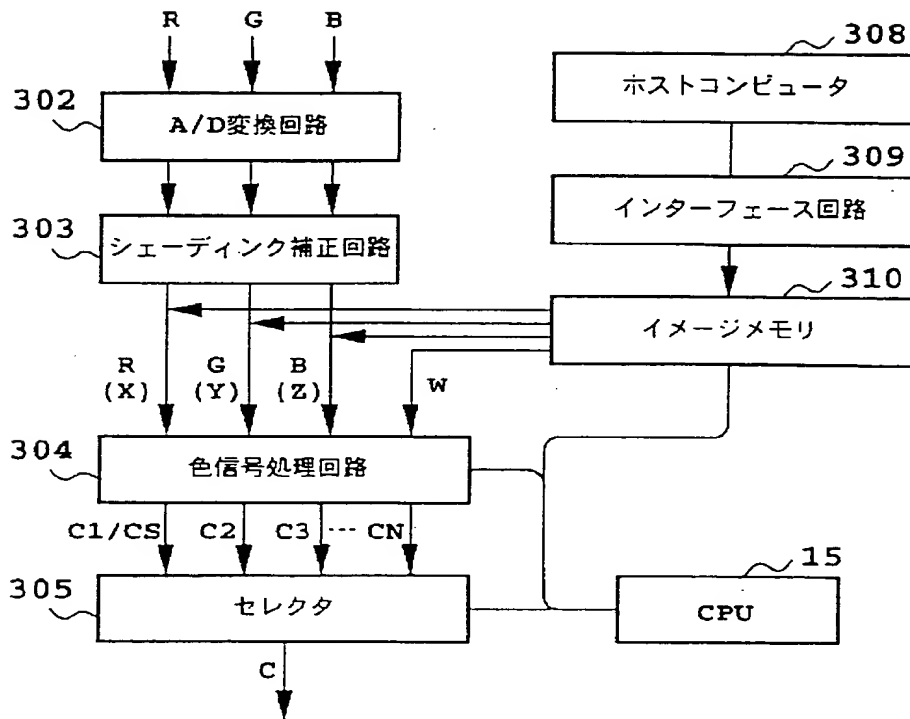 R G B
308
ホストコンピュータ
302
A/D変換回路
309
インターフェース回路
303
シェーディンク補正回路
310
イメージメモリ
R G B W
(X) (Y) (Z)
304
色信号処理回路
C1/CS C2 C3 … CN
305
セレクタ
15
CPU
C